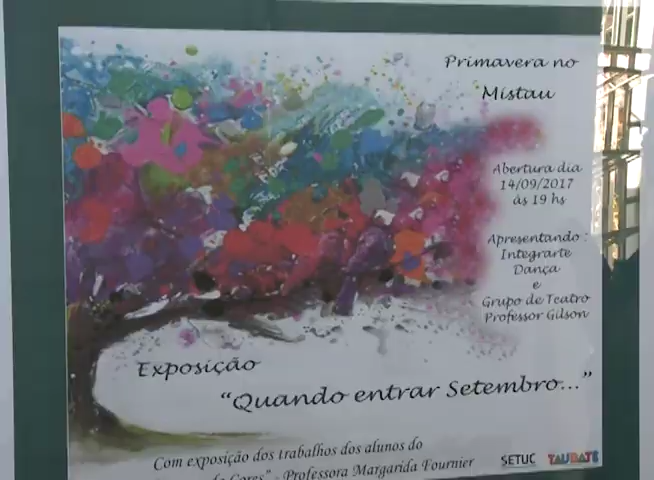 Primavera no
Mistau
Abertura dia
14/09/2017
às 19 hs
Apresentando :
Integrarte
Dança
e
Grupo de Teatro
Professor Gilson
Exposição
"Quando entrar Setembro..."
Com exposição dos trabalhos dos alunos do
de Cores" - Professora Margarida Fournier
SETUC TAUBATÉ